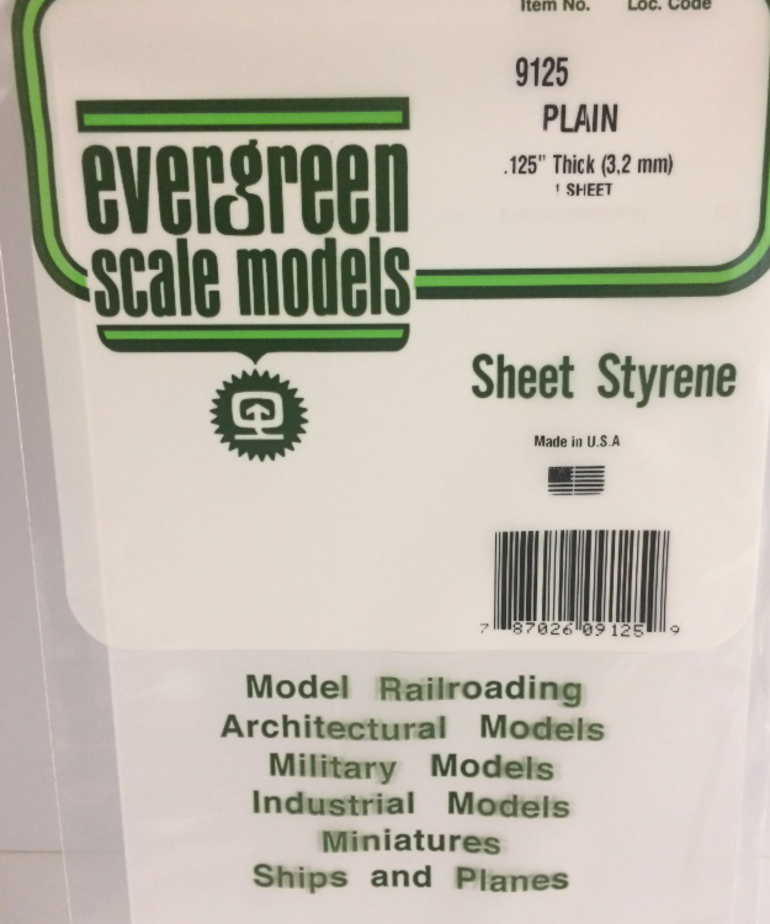 Item No. Loc. Code
9125
PLAIN
.125" Thick (3,2 mm)
1 SHEET
evergreen
scale models
Sheet Styrene
Made in U.S.A
7 87026 09125 9
Model Railroading
Architectural Models
Military Models
Industrial Models
Miniatures
Ships and Planes